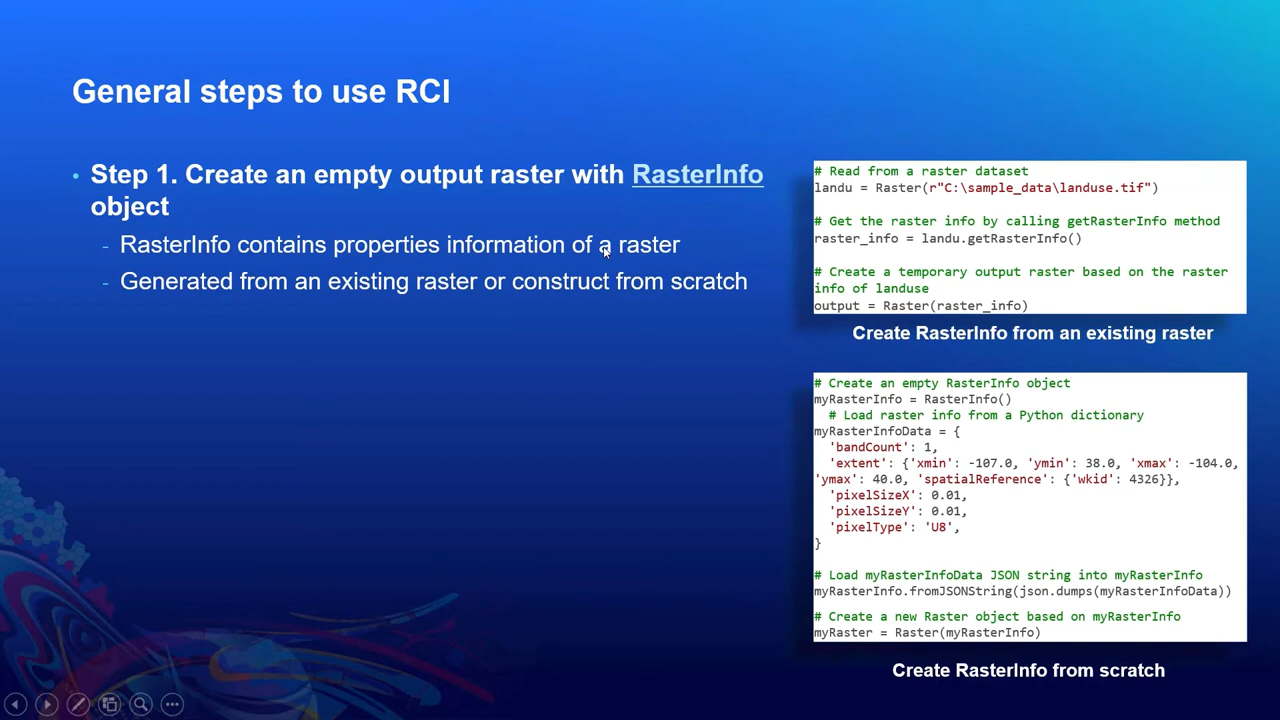 General steps to use RCI
• Step 1. Create an empty output raster with RasterInfo
object
- RasterInfo contains properties information of a raster
- Generated from an existing raster or construct from scratch
# Read from a raster dataset
landu = Raster(r"C:\sample_data\landuse.tif")
# Get the raster info by calling getRasterInfo method
raster_info = landu.getRasterInfo()
# Create a temporary output raster based on the raster
info of landuse
output = Raster(raster_info)
Create RasterInfo from an existing raster
# Create an empty RasterInfo object
myRasterInfo = RasterInfo()
# Load raster info from a Python dictionary
myRasterInfoData = {
'bandCount': 1,
'extent': {'xmin': -107.0, 'ymin': 38.0, 'xmax': -104.0,
'ymax': 40.0, 'spatialReference': {'wkid': 4326}},
'pixelSizeX': 0.01,
'pixelSizeY': 0.01,
'pixelType': 'U8',
}
# Load myRasterInfoData JSON string into myRasterInfo
myRasterInfo.fromJSONString(json.dumps(myRasterInfoData))
# Create a new Raster object based on myRasterInfo
myRaster = Raster(myRasterInfo)
Create RasterInfo from scratch